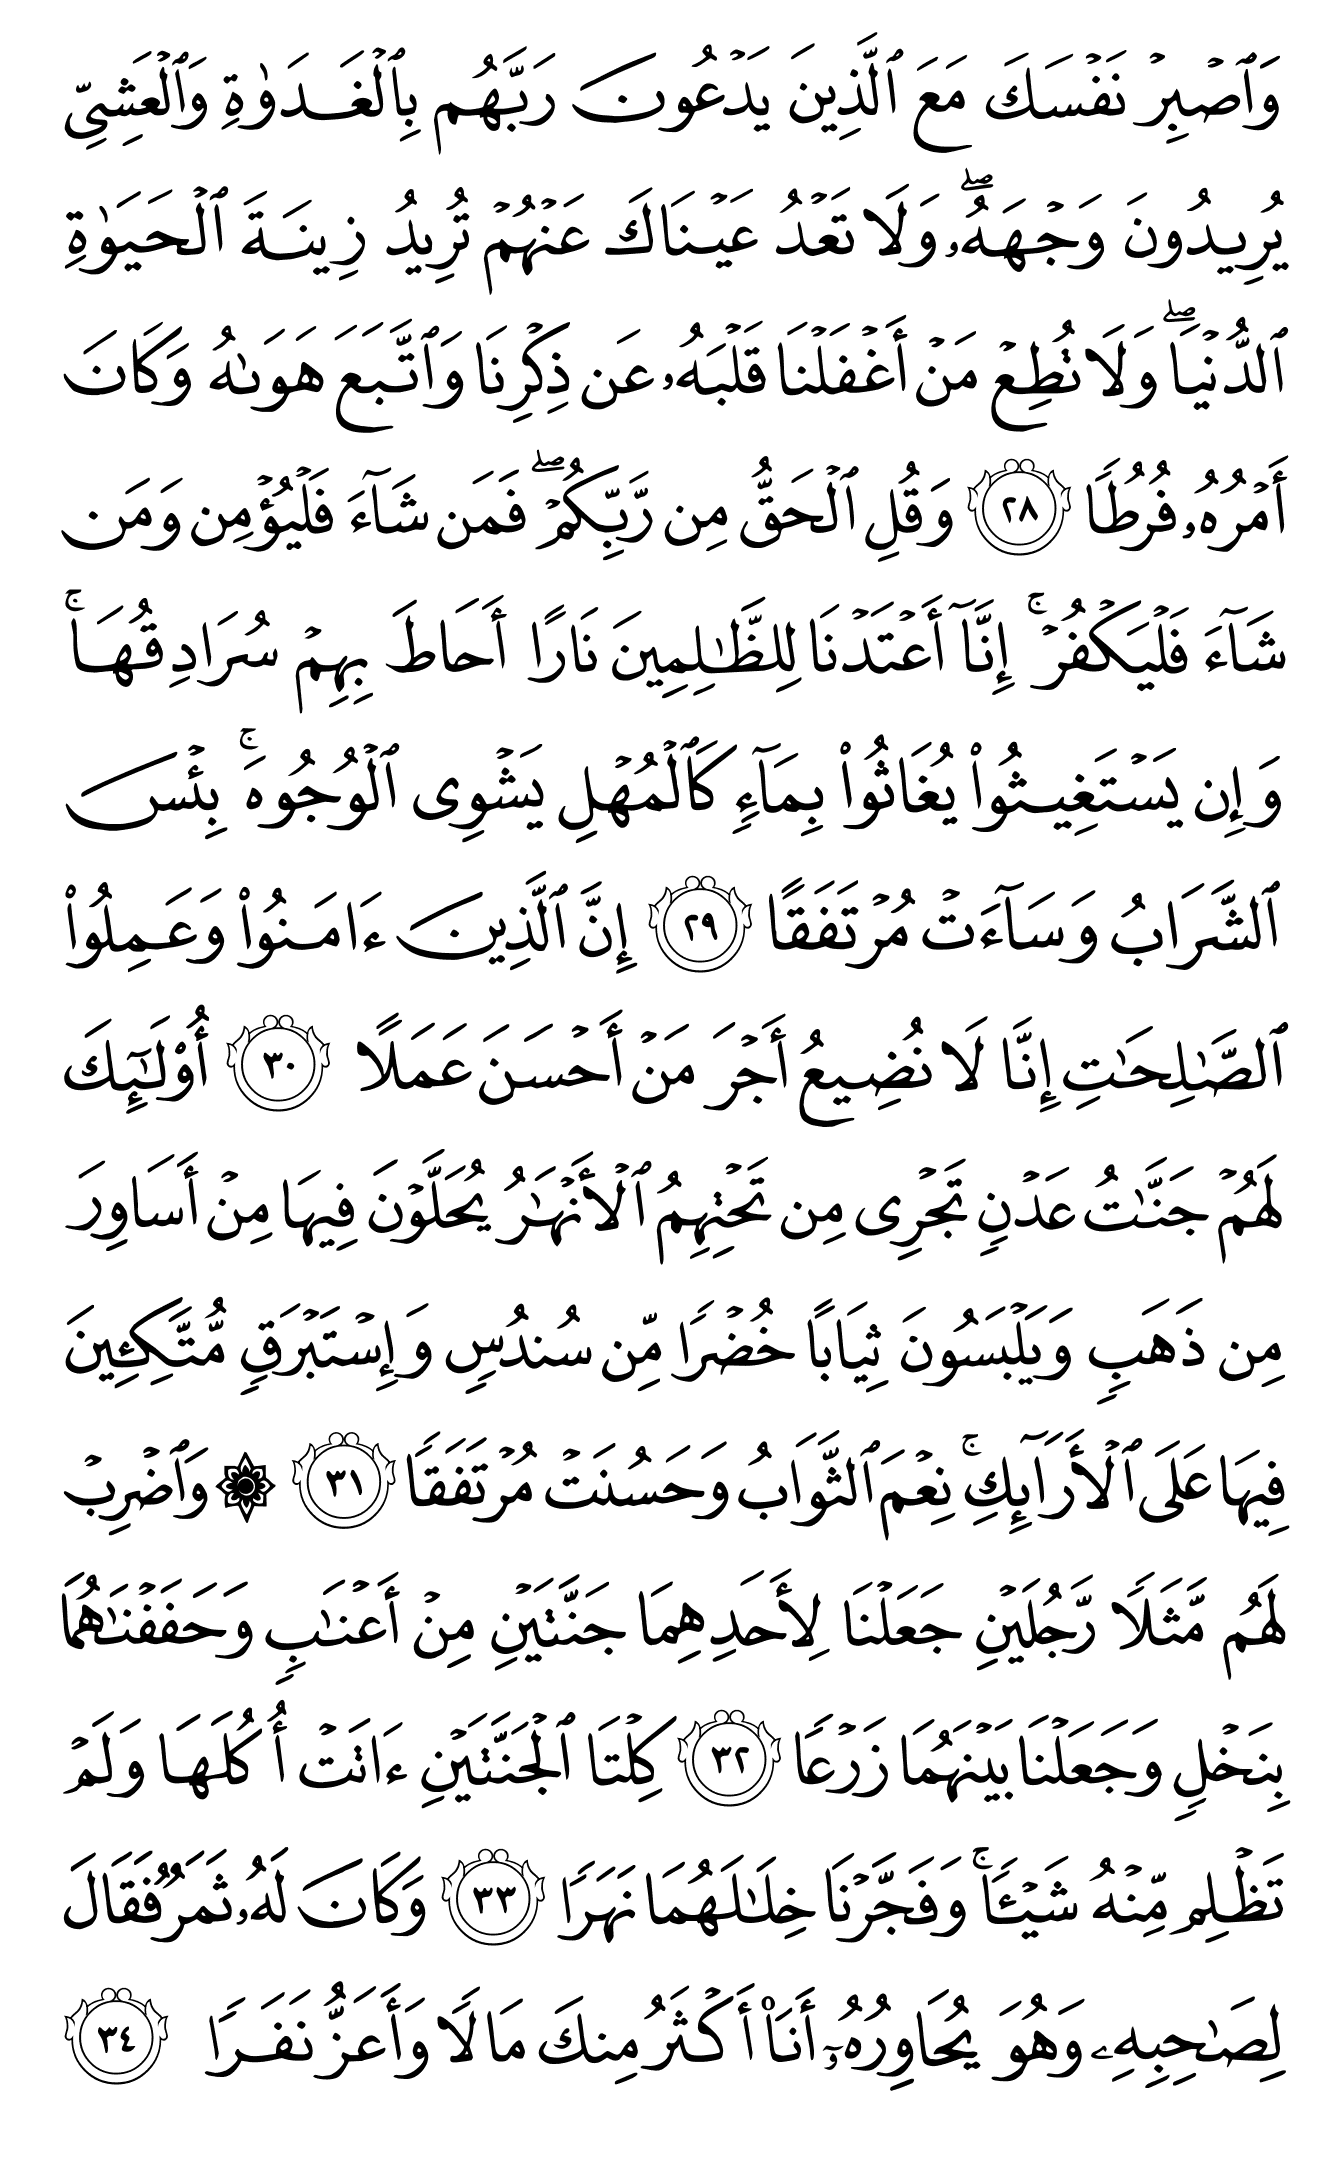 وَٱصۡبِرۡ نَفۡسَكَ مَعَ ٱلَّذِينَ يَدۡعُونَ رَبَّهُم بِٱلۡغَدَوٰةِ وَٱلۡعَشِيِّ
يُرِيدُونَ وَجۡهَهُۥۖ وَلَا تَعۡدُ عَيۡنَاكَ عَنۡهُمۡ تُرِيدُ زِينَةَ ٱلۡحَيَوٰةِ
ٱلدُّنۡيَاۖ وَلَا تُطِعۡ مَنۡ أَغۡفَلۡنَا قَلۡبَهُۥ عَن ذِكۡرِنَا وَٱتَّبَعَ هَوَىٰهُ وَكَانَ
أَمۡرُهُۥ فُرُطٗا ٢٨ وَقُلِ ٱلۡحَقُّ مِن رَّبِّكُمۡۖ فَمَن شَآءَ فَلۡيُؤۡمِن وَمَن
شَآءَ فَلۡيَكۡفُرۡۚ إِنَّآ أَعۡتَدۡنَا لِلظَّٰلِمِينَ نَارًا أَحَاطَ بِهِمۡ سُرَادِقُهَاۚ
وَإِن يَسۡتَغِيثُواْ يُغَاثُواْ بِمَآءٖ كَٱلۡمُهۡلِ يَشۡوِي ٱلۡوُجُوهَۚ بِئۡسَ
ٱلشَّرَابُ وَسَآءَتۡ مُرۡتَفَقًا ٢٩ إِنَّ ٱلَّذِينَ ءَامَنُواْ وَعَمِلُواْ
ٱلصَّٰلِحَٰتِ إِنَّا لَا نُضِيعُ أَجۡرَ مَنۡ أَحۡسَنَ عَمَلًا ٣٠ أُوْلَٰٓئِكَ
لَهُمۡ جَنَّٰتُ عَدۡنٖ تَجۡرِي مِن تَحۡتِهِمُ ٱلۡأَنۡهَٰرُ يُحَلَّوۡنَ فِيهَا مِنۡ أَسَاوِرَ
مِن ذَهَبٖ وَيَلۡبَسُونَ ثِيَابًا خُضۡرٗا مِّن سُندُسٖ وَإِسۡتَبۡرَقٖ مُّتَّكِـِٔينَ
فِيهَا عَلَى ٱلۡأَرَآئِكِۚ نِعۡمَ ٱلثَّوَابُ وَحَسُنَتۡ مُرۡتَفَقٗا ٣١ ۞ وَٱضۡرِبۡ
لَهُم مَّثَلٗا رَّجُلَيۡنِ جَعَلۡنَا لِأَحَدِهِمَا جَنَّتَيۡنِ مِنۡ أَعۡنَٰبٖ وَحَفَفۡنَٰهُمَا
بِنَخۡلٖ وَجَعَلۡنَا بَيۡنَهُمَا زَرۡعٗا ٣٢ كِلۡتَا ٱلۡجَنَّتَيۡنِ ءَاتَتۡ أُكُلَهَا وَلَمۡ
تَظۡلِم مِّنۡهُ شَيۡـٔٗاۚ وَفَجَّرۡنَا خِلَٰلَهُمَا نَهَرٗا ٣٣ وَكَانَ لَهُۥ ثَمَرٞ فَقَالَ
لِصَٰحِبِهِۦ وَهُوَ يُحَاوِرُهُۥٓ أَنَا۠ أَكۡثَرُ مِنكَ مَالٗا وَأَعَزُّ نَفَرٗا ٣٤